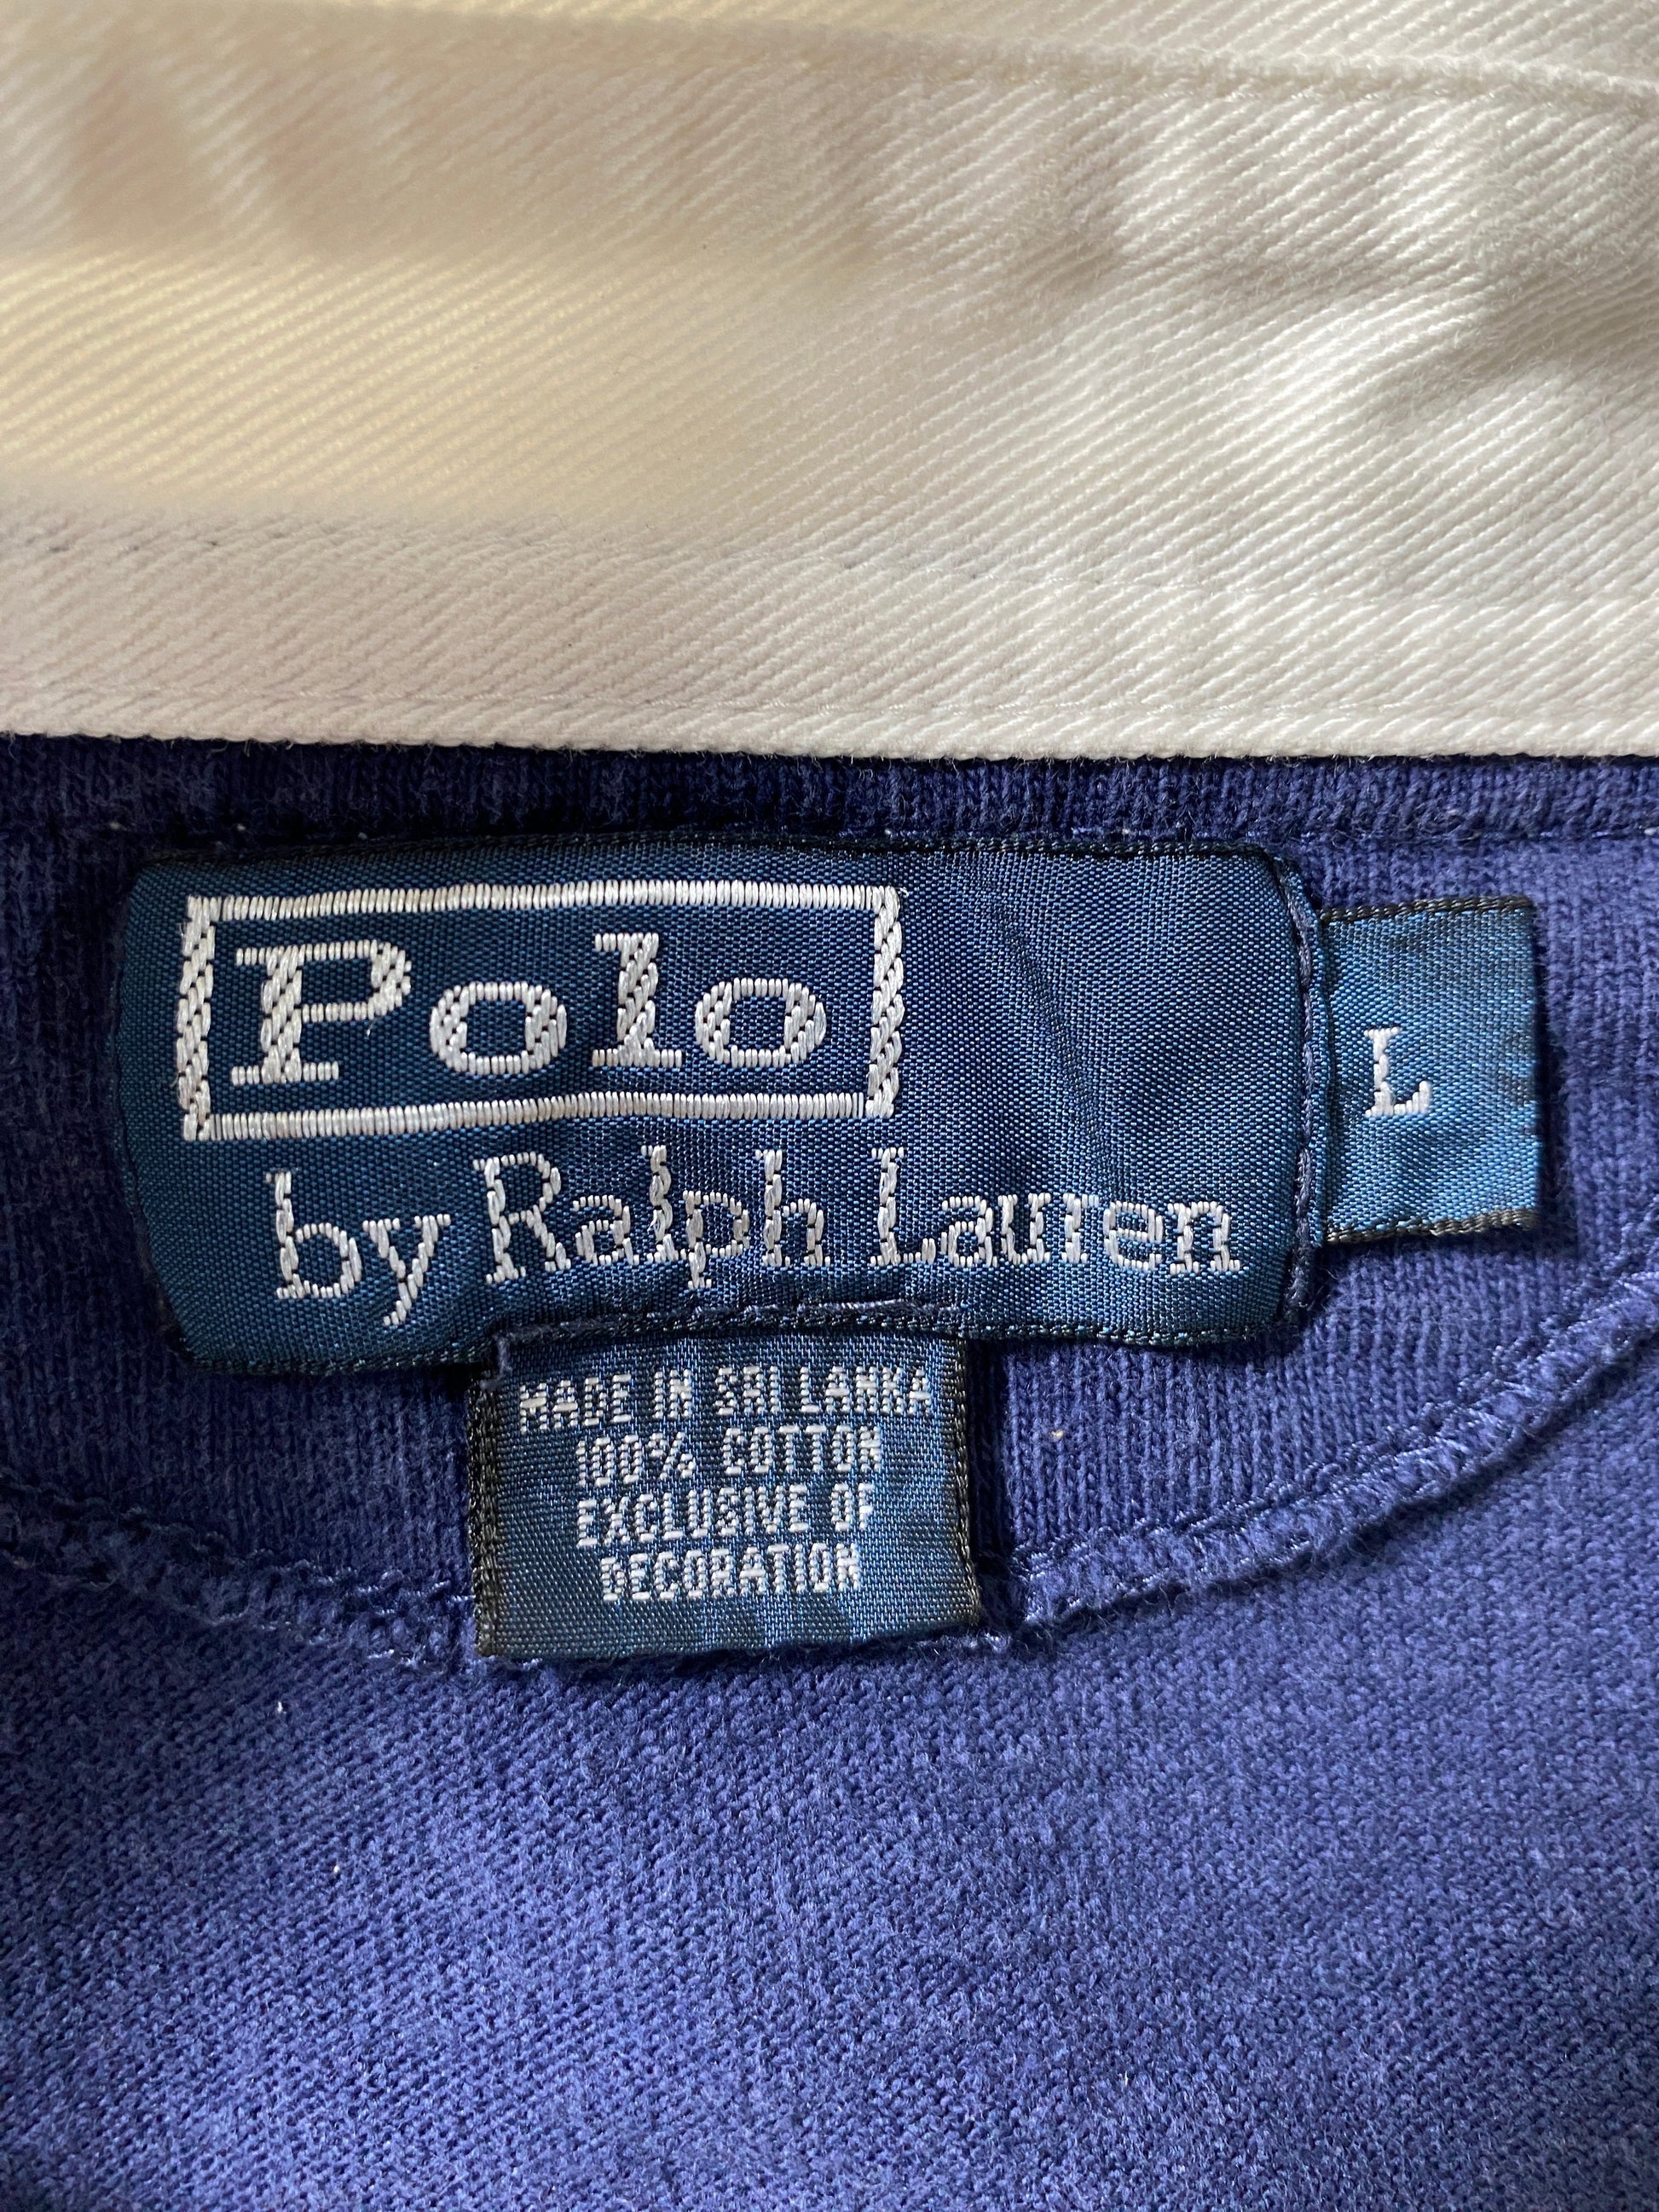 Polo
by Ralph Lauren
L
MADE IN SRI LANKA
100% COTTON
EXCLUSIVE OF
DECORATION